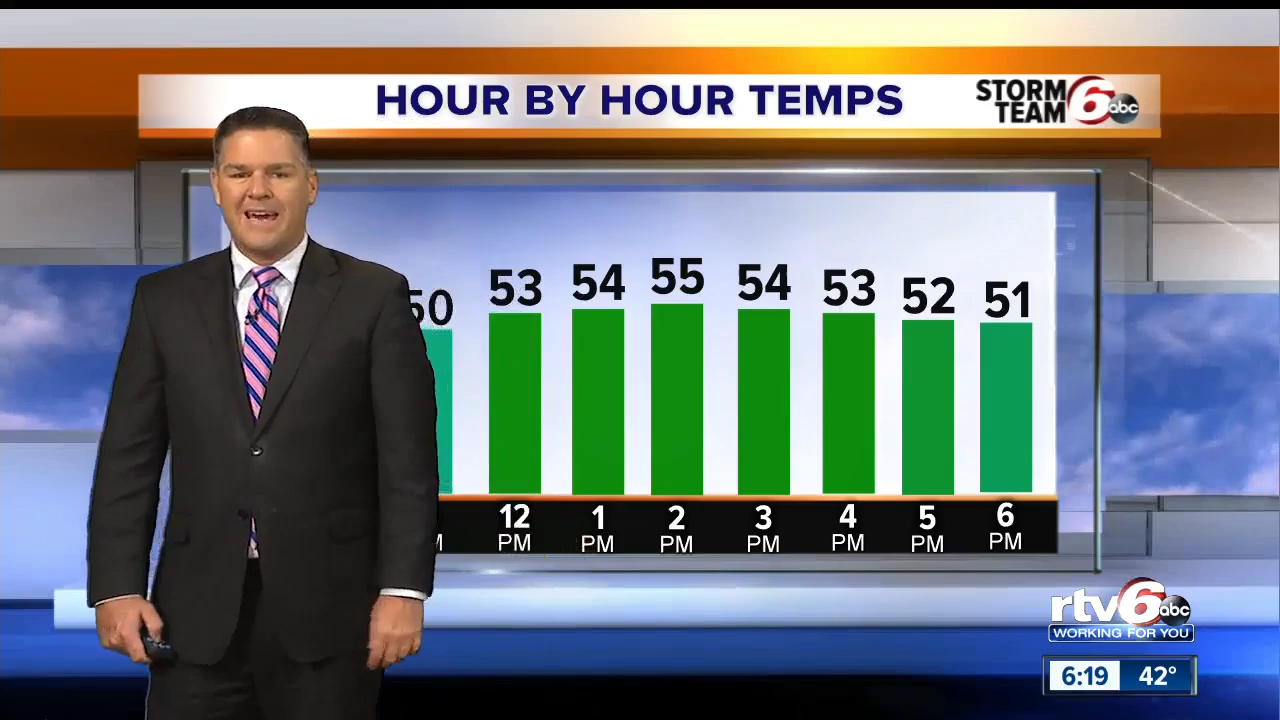 HOUR BY HOUR TEMPS
STORM
TEAM 6 abc
50 53 54 55 54 53 52 51
12 1 2 3 4 5 6
PM PM PM PM PM PM PM
rtv6 abc
WORKING FOR YOU
6:19 42°